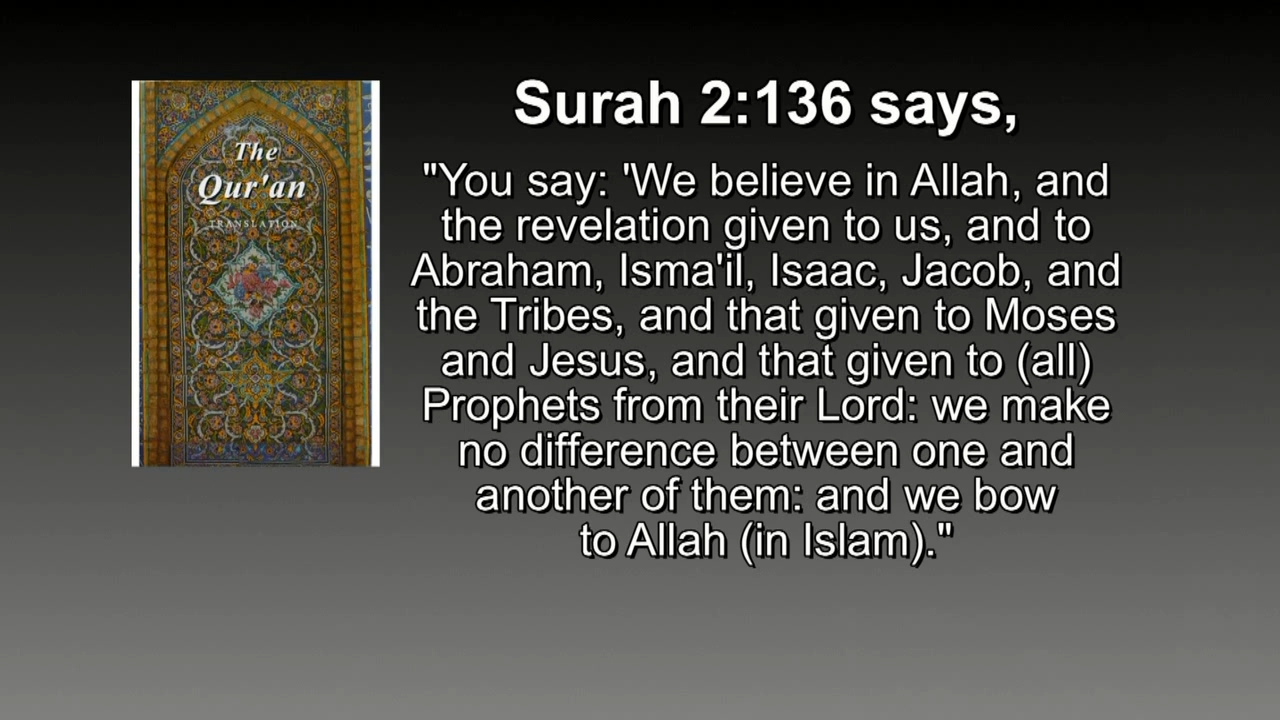 The
Qur'an
TRANSLATION
Surah 2:136 says,
"You say: 'We believe in Allah, and
the revelation given to us, and to
Abraham, Isma'il, Isaac, Jacob, and
the Tribes, and that given to Moses
and Jesus, and that given to (all)
Prophets from their Lord: we make
no difference between one and
another of them: and we bow
to Allah (in Islam)."